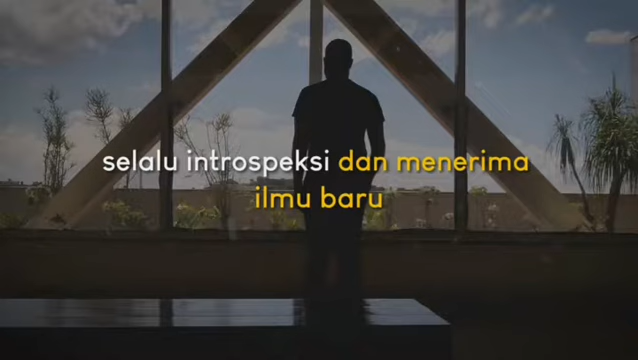 selalu introspeksi dan menerima
ilmu baru